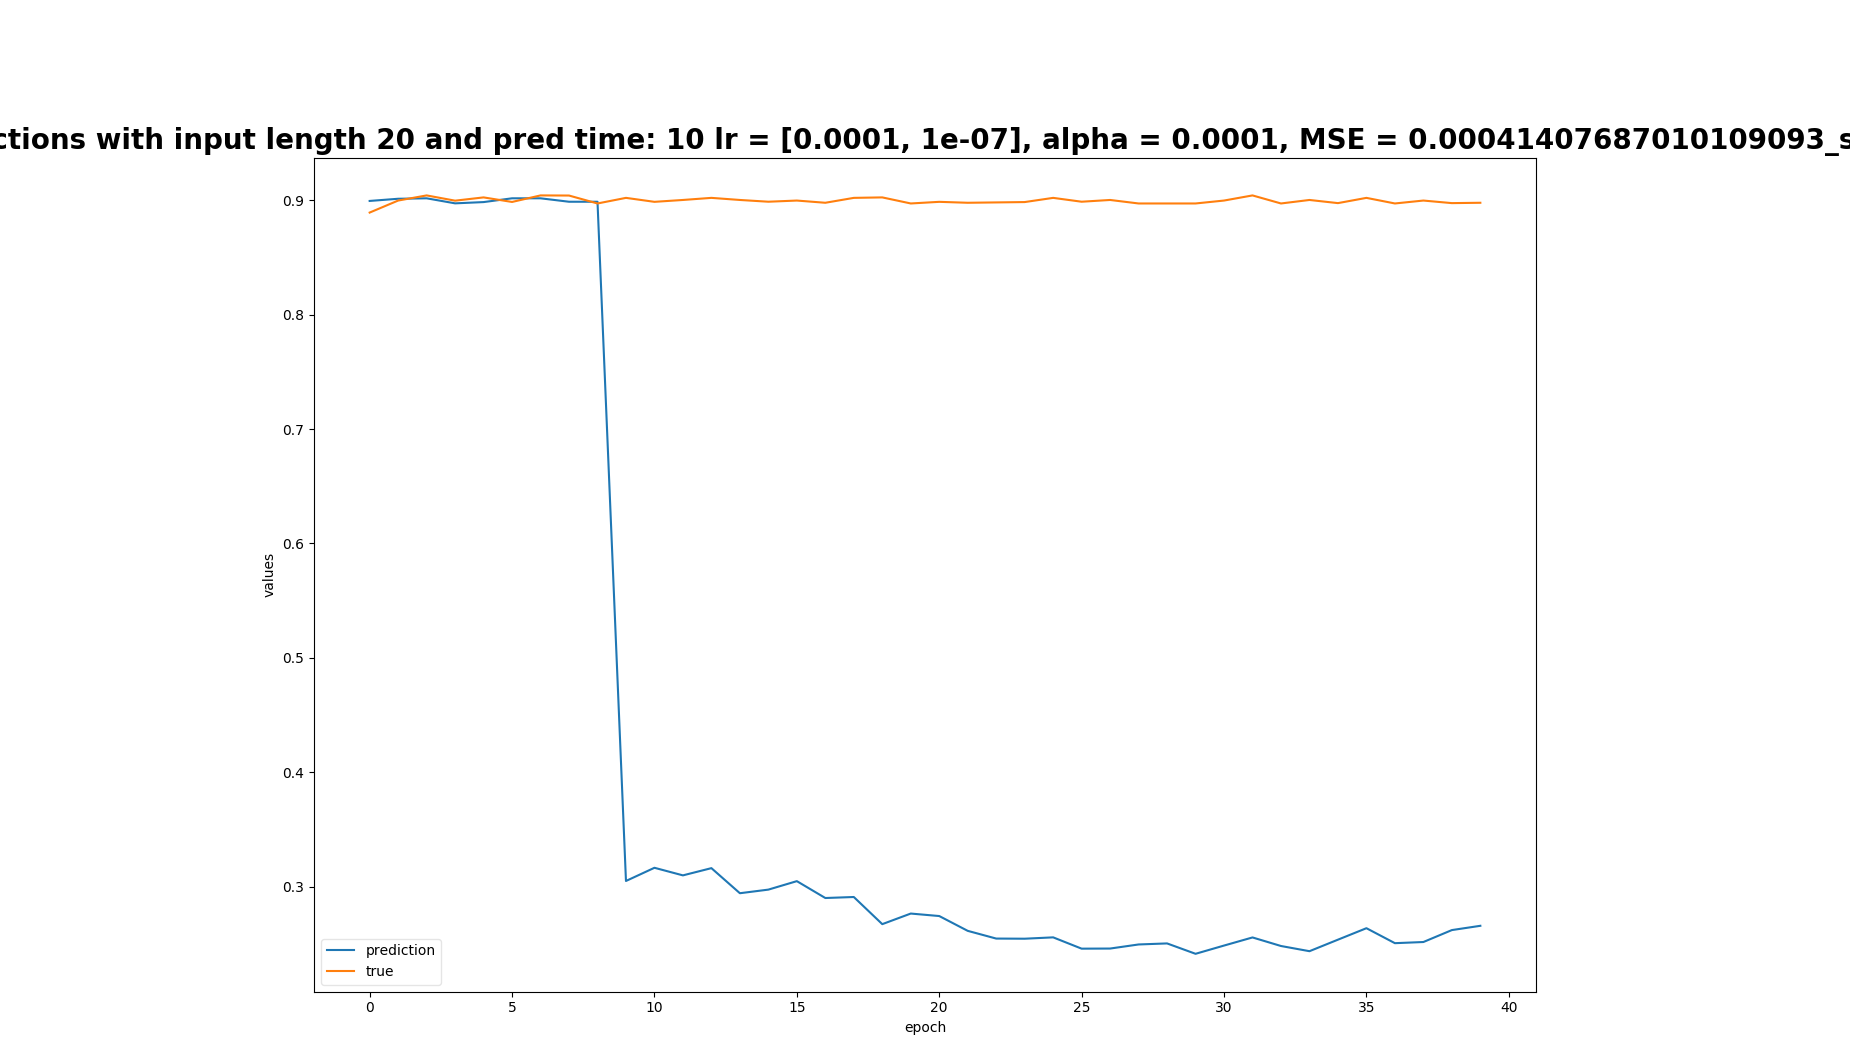 ctions with input length 20 and pred time: 10 lr = [0.0001, 1e-07], alpha = 0.0001, MSE = 0.00041407687010109093_s
0.9
0.8
0.7
0.6
0.5
0.4
0.3
values
prediction
true
0 5 10 15 20 25 30 35 40
epoch